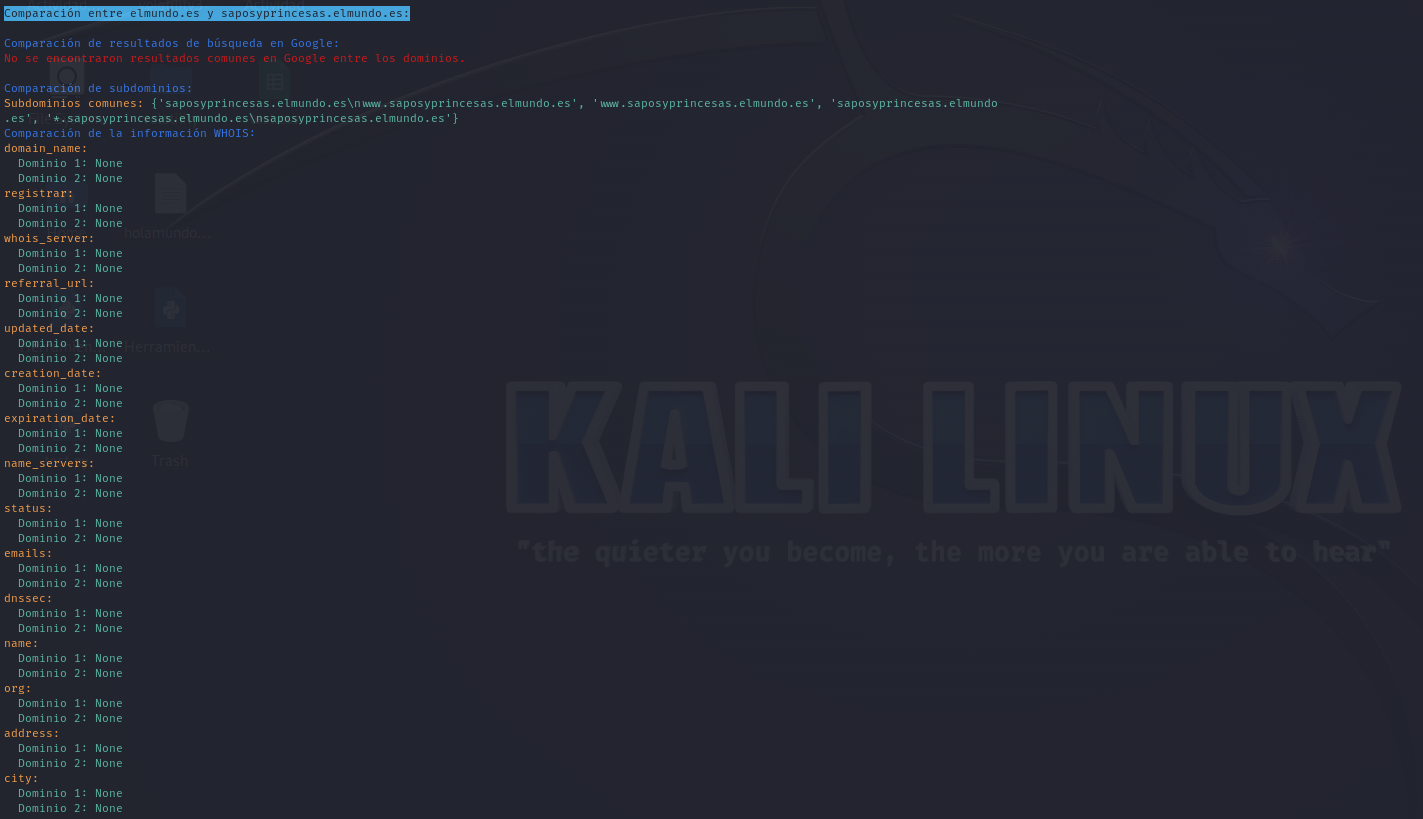 Comparación entre elmundo.es y saposyprincesas.elmundo.es:
Comparación de resultados de búsqueda en Google:
No se encontraron resultados comunes en Google entre los dominios.
Comparación de subdominios:
Subdominios comunes: {'saposyprincesas.elmundo.es\nwww.saposyprincesas.elmundo.es', 'www.saposyprincesas.elmundo.es', 'saposyprincesas.elmundo
.es', '*.saposyprincesas.elmundo.es\nsaposyprincesas.elmundo.es'}
Comparación de la información WHOIS:
domain_name:
Dominio 1: None
Dominio 2: None
registrar:
Dominio 1: None
Dominio 2: None
holamundo...
whois_server:
Dominio 1: None
Dominio 2: None
referral_url:
Dominio 1: None
Dominio 2: None
updated_date:
Dominio 1: None
Herramien...
Dominio 2: None
creation_date:
Dominio 1: None
Dominio 2: None
expiration_date:
Dominio 1: None
Dominio 2: None
Trash
name_servers:
Dominio 1: None
Dominio 2: None
KALI LINUX
status:
Dominio 1: None
Dominio 2: None
"the quieter you become, the more you are able to hear"
emails:
Dominio 1: None
Dominio 2: None
dnssec:
Dominio 1: None
Dominio 2: None
name:
Dominio 1: None
Dominio 2: None
org:
Dominio 1: None
Dominio 2: None
address:
Dominio 1: None
Dominio 2: None
city:
Dominio 1: None
Dominio 2: None